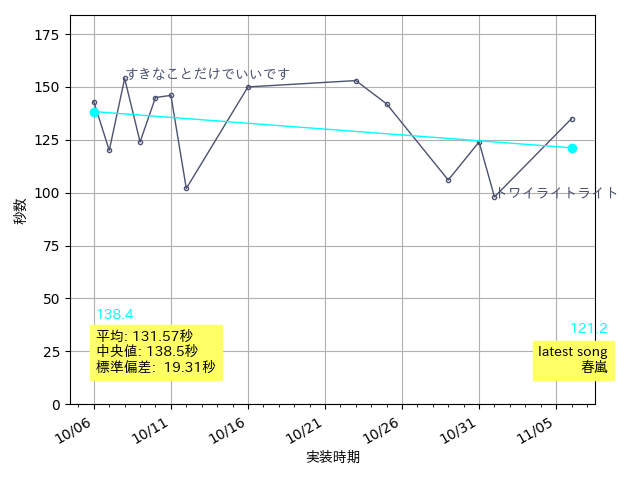 175
150
125
100
75
50
25
0
秒数
すきなことだけでいいです
トワイライトライト
138.4
121.2
平均: 131.57秒
中央値: 138.5秒
標準偏差: 19.31秒
latest song
春嵐
10/06
10/11
10/16
10/21
10/26
10/31
11/05
実装時期